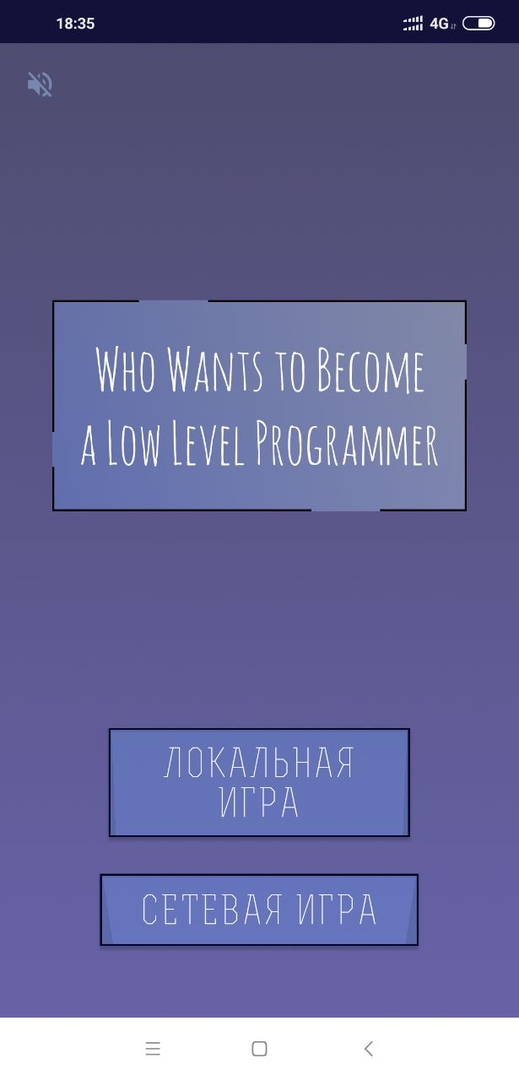 18:35
4G
Who Wants to Become
a Low Level Programmer
ЛОКАЛЬНАЯ
ИГРА
СЕТЕВАЯ ИГРА